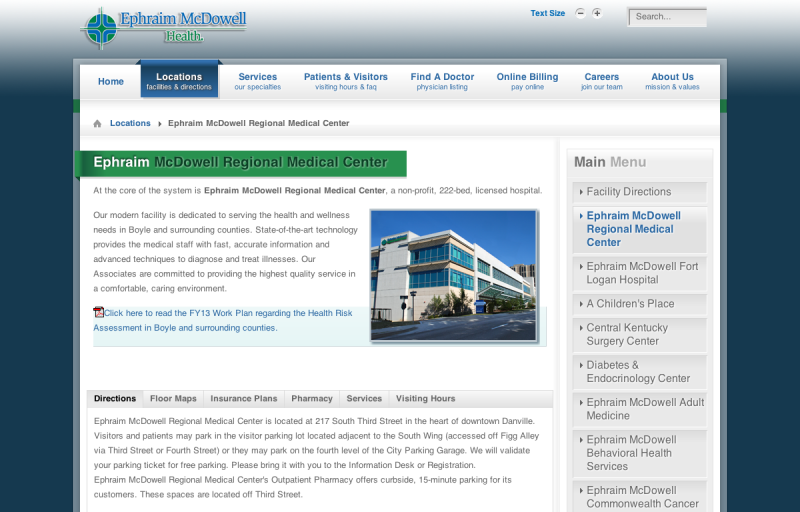 Ephraim McDowell
Health.
Text Size
Search...
Home
Locations
facilities & directions
Services
our specialties
Patients & Visitors
visiting hours & faq
Find A Doctor
physician listing
Online Billing
pay online
Careers
join our team
About Us
mission & values
Locations
Ephraim McDowell Regional Medical Center
Ephraim McDowell Regional Medical Center
At the core of the system is Ephraim McDowell Regional Medical Center, a non-profit, 222-bed, licensed hospital.
Our modern facility is dedicated to serving the health and wellness
needs in Boyle and surrounding counties. State-of-the-art technology
provides the medical staff with fast, accurate information and
advanced techniques to diagnose and treat illnesses. Our
Associates are committed to providing the highest quality service in
a comfortable, caring environment.
Click here to read the FY13 Work Plan regarding the Health Risk
Assessment in Boyle and surrounding counties.
Directions
Floor Maps
Insurance Plans
Pharmacy
Services
Visiting Hours
Ephraim McDowell Regional Medical Center is located at 217 South Third Street in the heart of downtown Danville.
Visitors and patients may park in the visitor parking lot located adjacent to the South Wing (accessed off Figg Alley
via Third Street or Fourth Street) or they may park on the fourth level of the City Parking Garage. We will validate
your parking ticket for free parking. Please bring it with you to the Information Desk or Registration.
Ephraim McDowell Regional Medical Center's Outpatient Pharmacy offers curbside, 15-minute parking for its
customers. These spaces are located off Third Street.
Main Menu
Facility Directions
Ephraim McDowell
Regional Medical
Center
Ephraim McDowell Fort
Logan Hospital
A Children's Place
Central Kentucky
Surgery Center
Diabetes &
Endocrinology Center
Ephraim McDowell Adult
Medicine
Ephraim McDowell
Behavioral Health
Services
Ephraim McDowell
Commonwealth Cancer